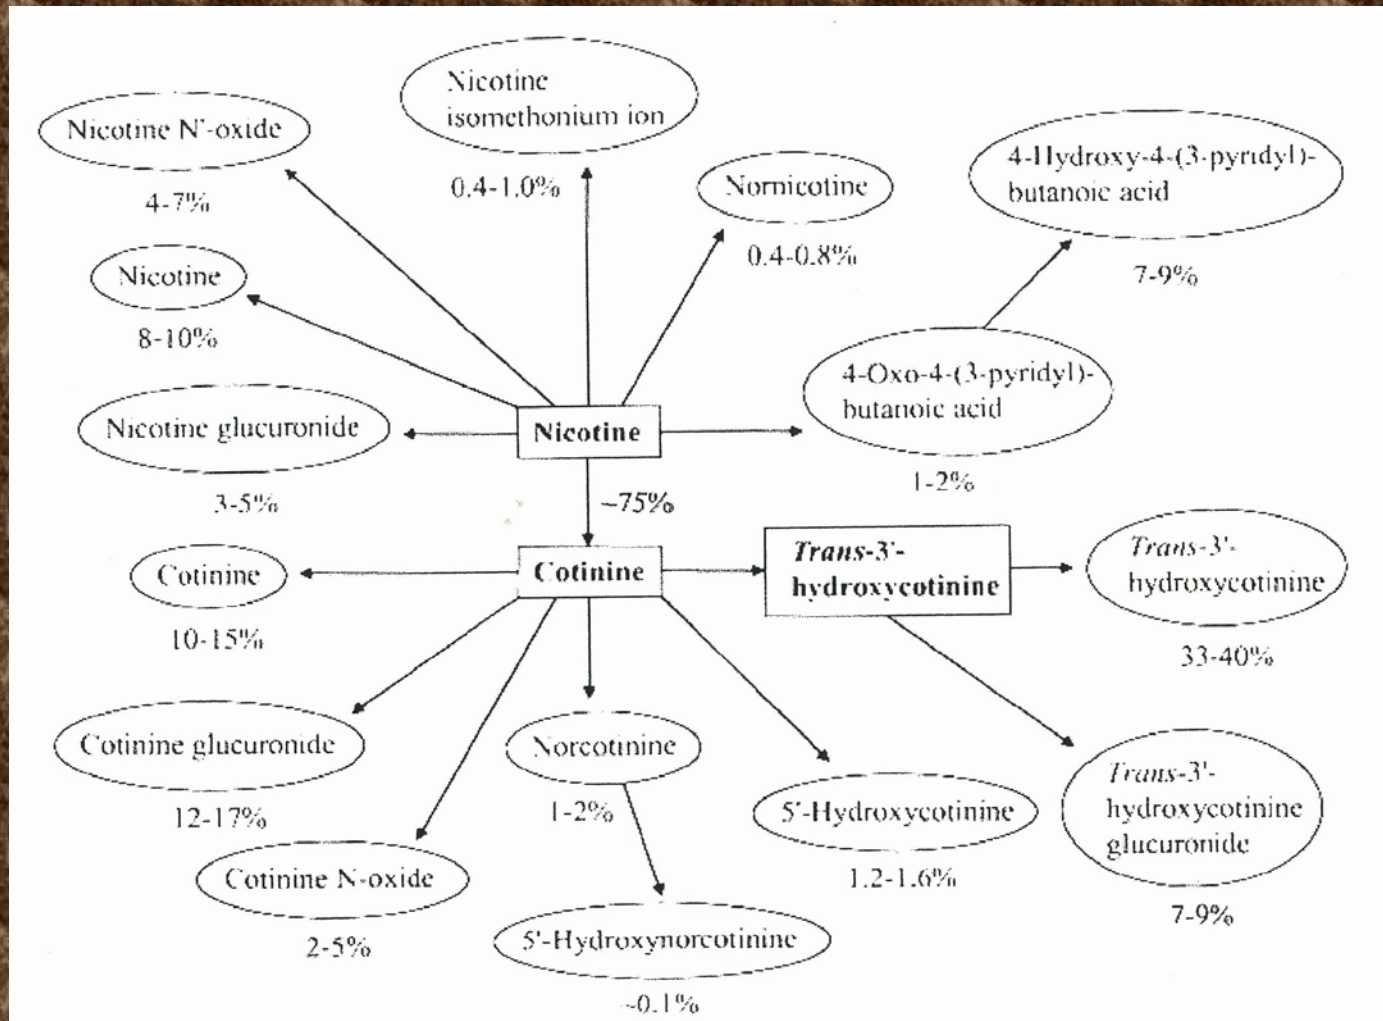 Nicotine
isomethonium ion
0.4-1.0%
Nicotine N'-oxide
4-7%
Nornicotine
0.4-0.8%
4-Hydroxy-4-(3-pyridyl)-
butanoic acid
7-9%
Nicotine
8-10%
4-Oxo-4-(3-pyridyl)-
butanoic acid
1-2%
Nicotine glucuronide
3-5%
Nicotine
~75%
Cotinine
10-15%
Cotinine
Trans-3'-
hydroxycotinine
Trans-3'-
hydroxycotinine
33-40%
Cotinine glucuronide
12-17%
Norcotinine
1-2%
5'-Hydroxycotinine
1.2-1.6%
Trans-3'-
hydroxycotinine
glucuronide
7-9%
Cotinine N-oxide
2-5%
5'-Hydroxynorcotinine
~0.1%